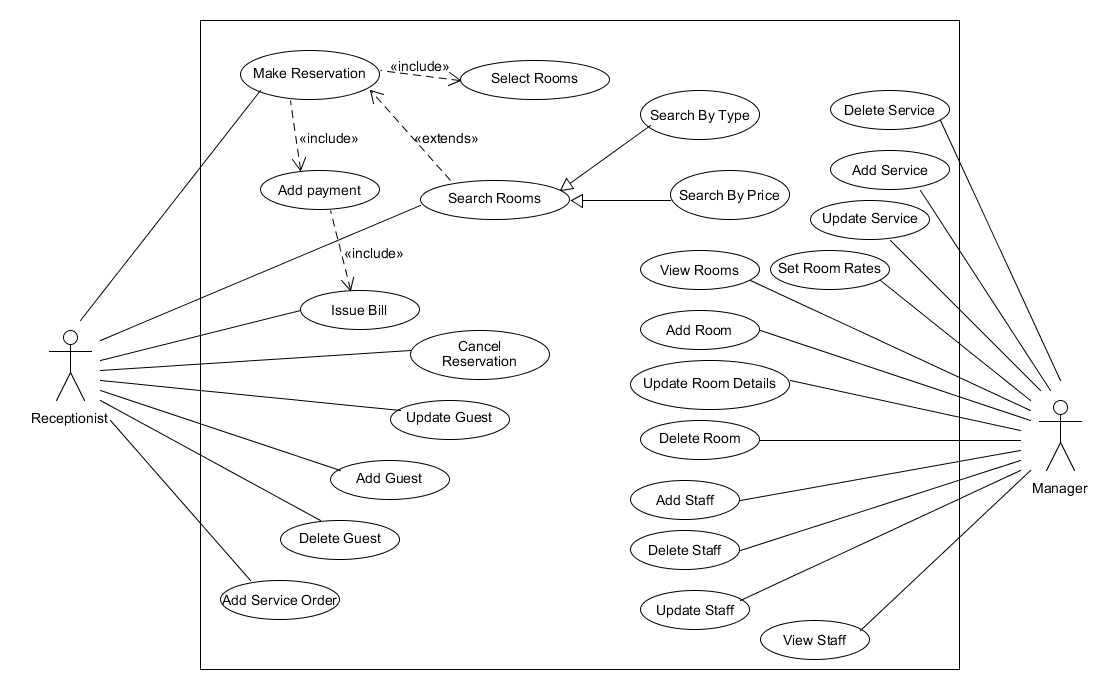 Make Reservation
«include»
Select Rooms
Search By Type
Delete Service
«include»
«extends»
Add payment
Search Rooms
Search By Price
Add Service
Update Service
«include»
View Rooms
Set Room Rates
Issue Bill
Add Room
Cancel
Reservation
Update Room Details
Receptionist
Update Guest
Delete Room
Add Guest
Manager
Add Staff
Delete Guest
Delete Staff
Add Service Order
Update Staff
View Staff